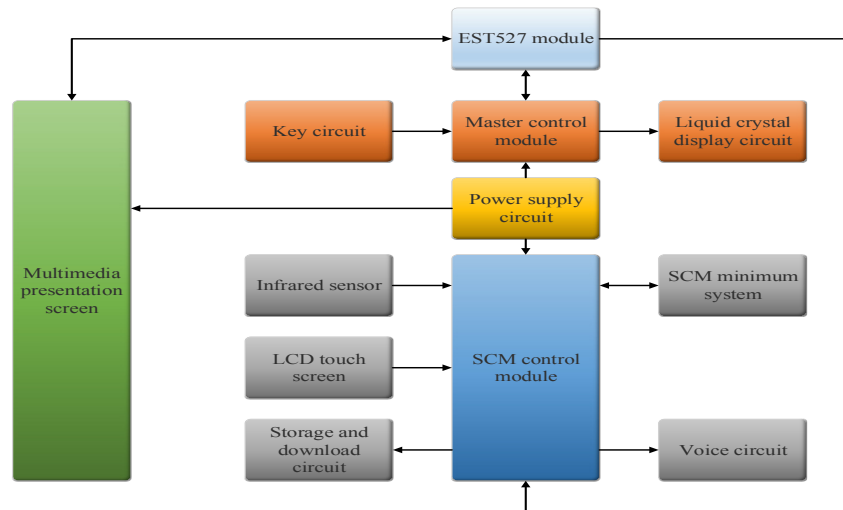 EST527 module
Key circuit
Master control
module
Liquid crystal
display circuit
Power supply
circuit
Multimedia
presentation
screen
Infrared sensor
SCM minimum
system
LCD touch
screen
SCM control
module
Storage and
download
circuit
Voice circuit